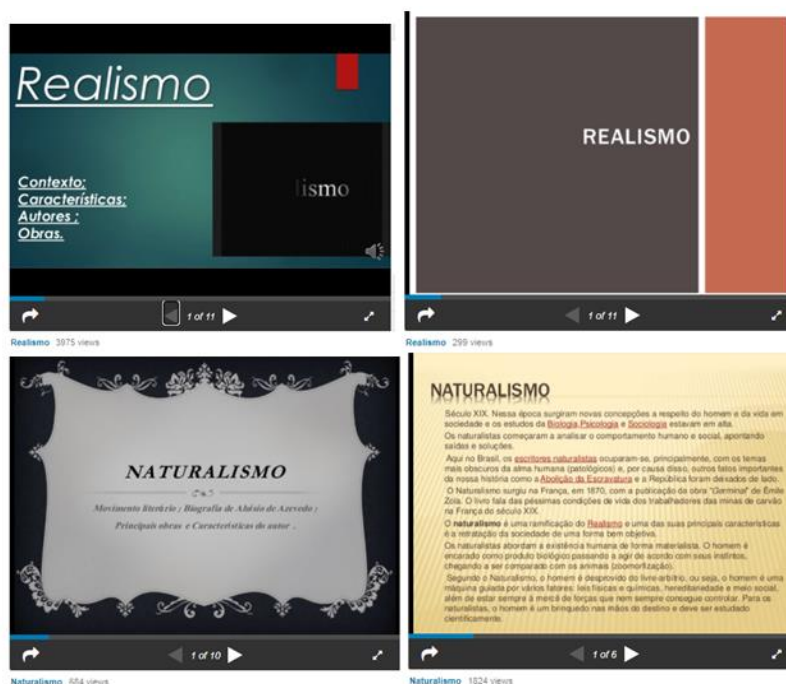 Realismo
Contexto;
Características;
Autores ;
Obras.
lismo
1 of 11
Realismo 3975 views
REALISMO
1 of 11
Realismo 299 views
NATURALISMO
Movimento literário ; Biografia de Aluísio de Azevedo ;
Principais obras e Características do autor .
1 of 10
Naturalismo 684 views
NATURALISMO
Século XIX. Nessa época surgiram novas concepções a respeito do homem e da vida em
sociedade e os estudos da Biologia,Psicologia e Sociologia estavam em alta.
Os naturalistas começaram a analisar o comportamento humano e social, apontando
saídas e soluções.
Aqui no Brasil, os escritores naturalistas ocuparam-se, principalmente, com os temas
mais obscuros da alma humana (patológicos) e, por causa disso, outros fatos importantes
da nossa história como a Abolição da Escravatura e a República foram deixados de lado.
O Naturalismo surgiu na França, em 1870, com a publicação da obra "Germinal" de Émile
Zola. O livro fala das péssimas condições de vida dos trabalhadores das minas de carvão
na França do século XIX.
O naturalismo é uma ramificação do Realismo e uma das suas principais características
é a retratação da sociedade de uma forma bem objetiva.
Os naturalistas abordam a existência humana de forma materialista. O homem é
encarado como produto biológico passando a agir de acordo com seus instintos,
chegando a ser comparado com os animais (zoomorfização).
Segundo o Naturalismo, o homem é desprovido do livre-arbítrio, ou seja, o homem é uma
máquina guiada por vários fatores: leis físicas e químicas, hereditariedade e meio social,
além de estar sempre à mercê de forças que nem sempre consegue controlar. Para os
naturalistas, o homem é um brinquedo nas mãos do destino e deve ser estudado
cientificamente.
1 of 6
Naturalismo 1824 views